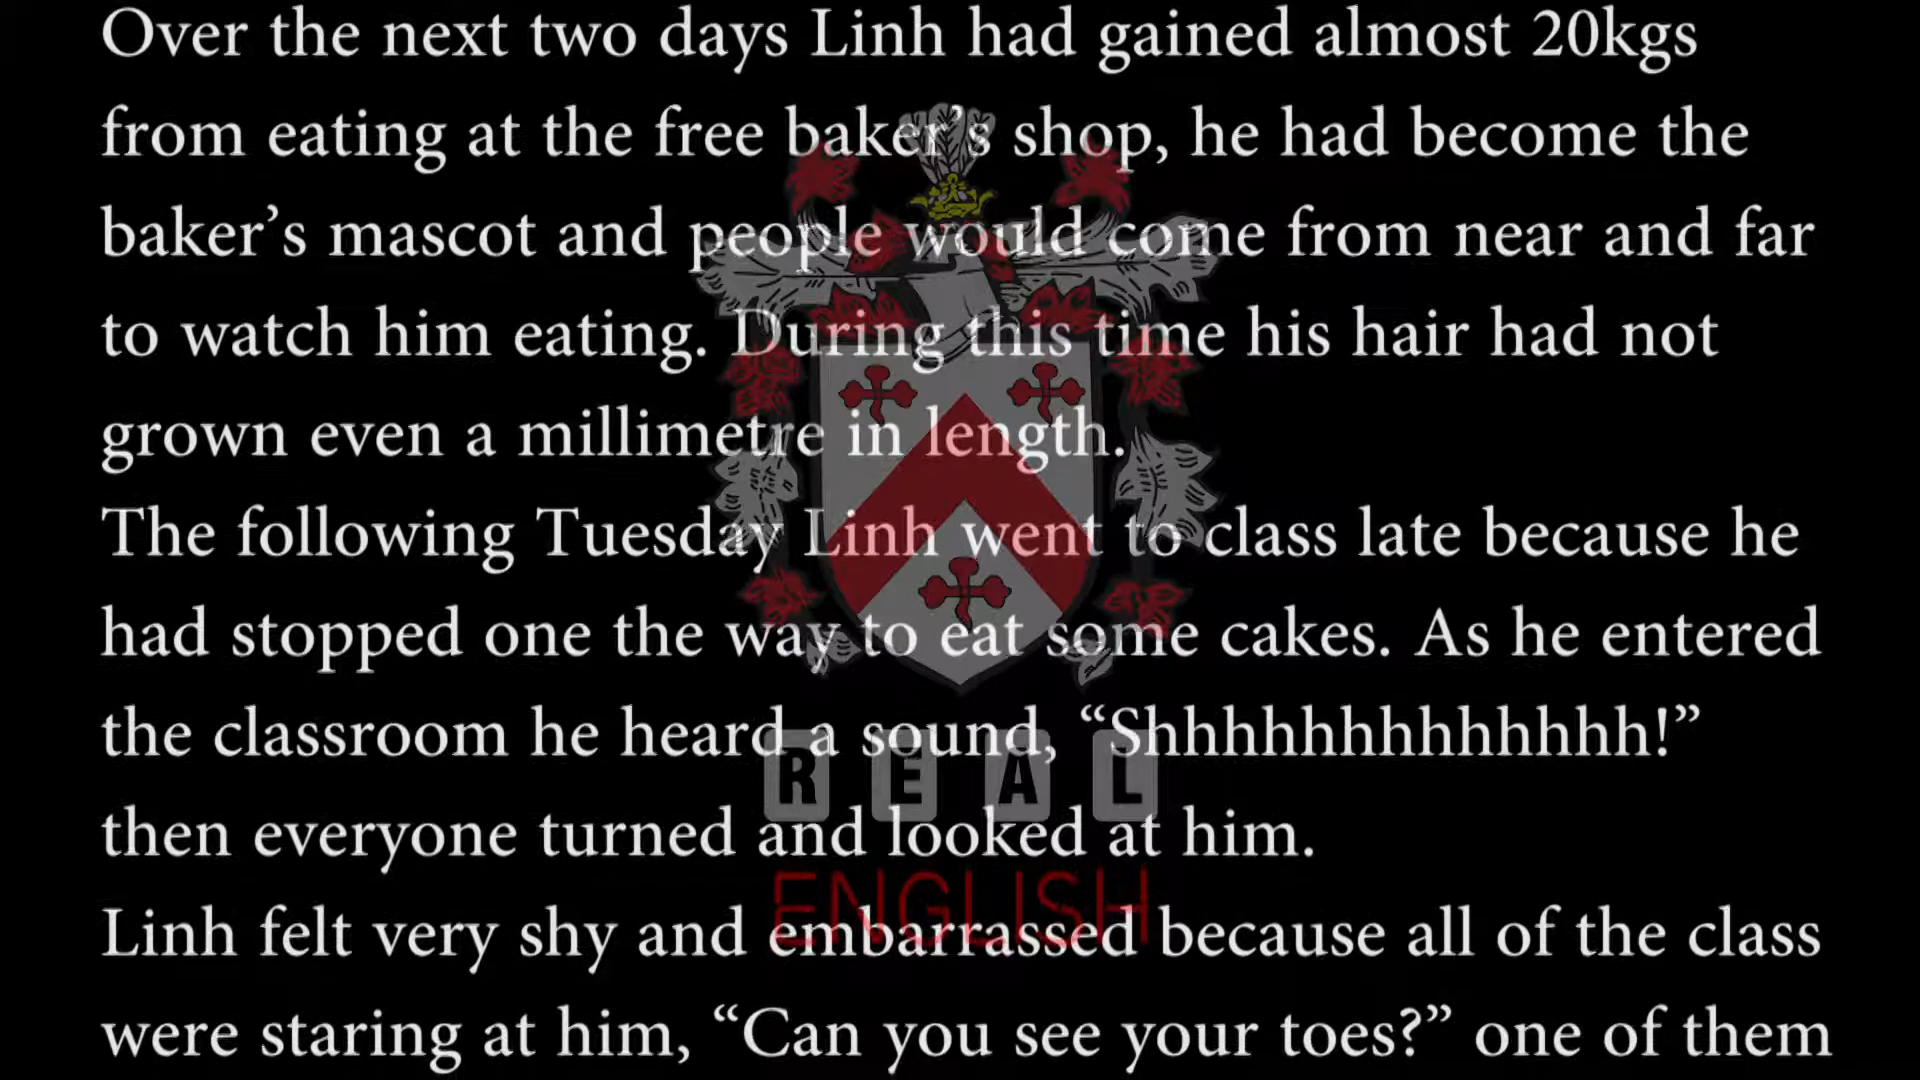 Over the next two days Linh had gained almost 20kgs
from eating at the free baker's shop, he had become the
baker’s mascot and people would come from near and far
to watch him eating. During this time his hair had not
grown even a millimetre in length.
The following Tuesday Linh went to class late because he
had stopped one the way to eat some cakes. As he entered
the classroom he heard a sound, “Shhhhhhhhhhhhhh!”
then everyone turned and looked at him.
Linh felt very shy and embarrassed because all of the class
were staring at him, “Can you see your toes?” one of them
REAL
ENGLISH